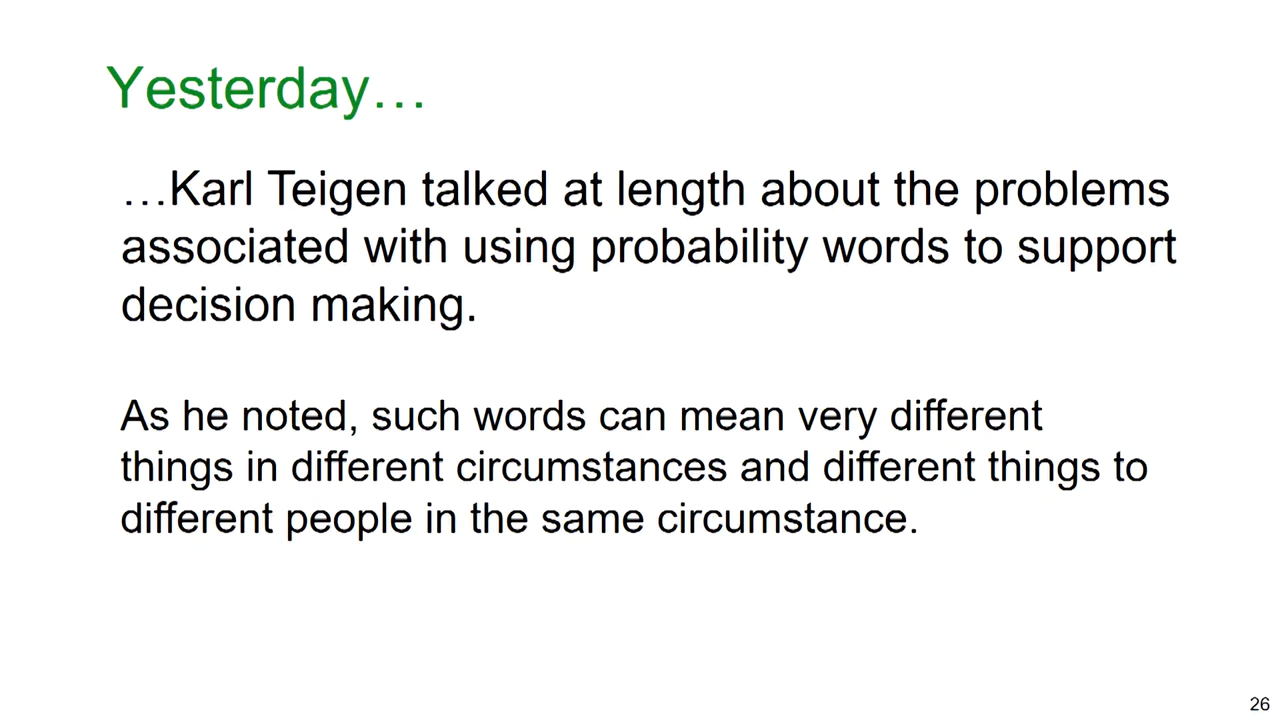 Yesterday…
…Karl Teigen talked at length about the problems
associated with using probability words to support
decision making.
As he noted, such words can mean very different
things in different circumstances and different things to
different people in the same circumstance.
26